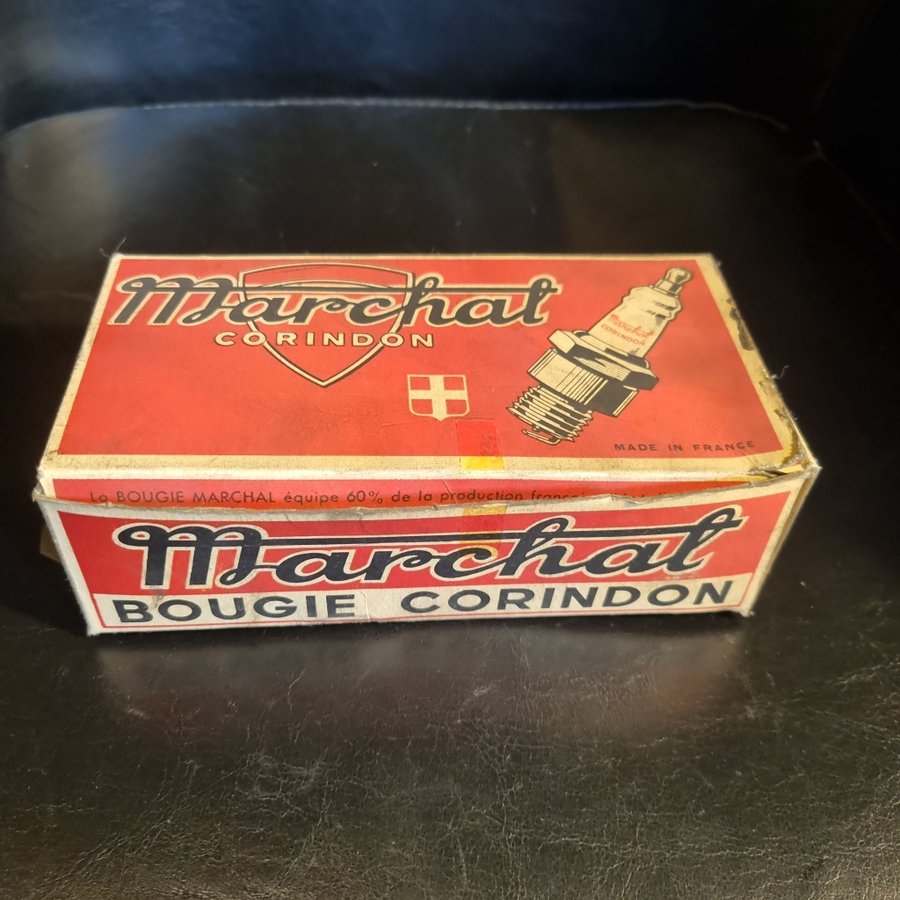 Marchal
CORINDON
Marchal
CORINDON
MADE IN FRANCE
La BOUGIE MARCHAL équipe 60% de la production
Marchal
BOUGIE CORINDON